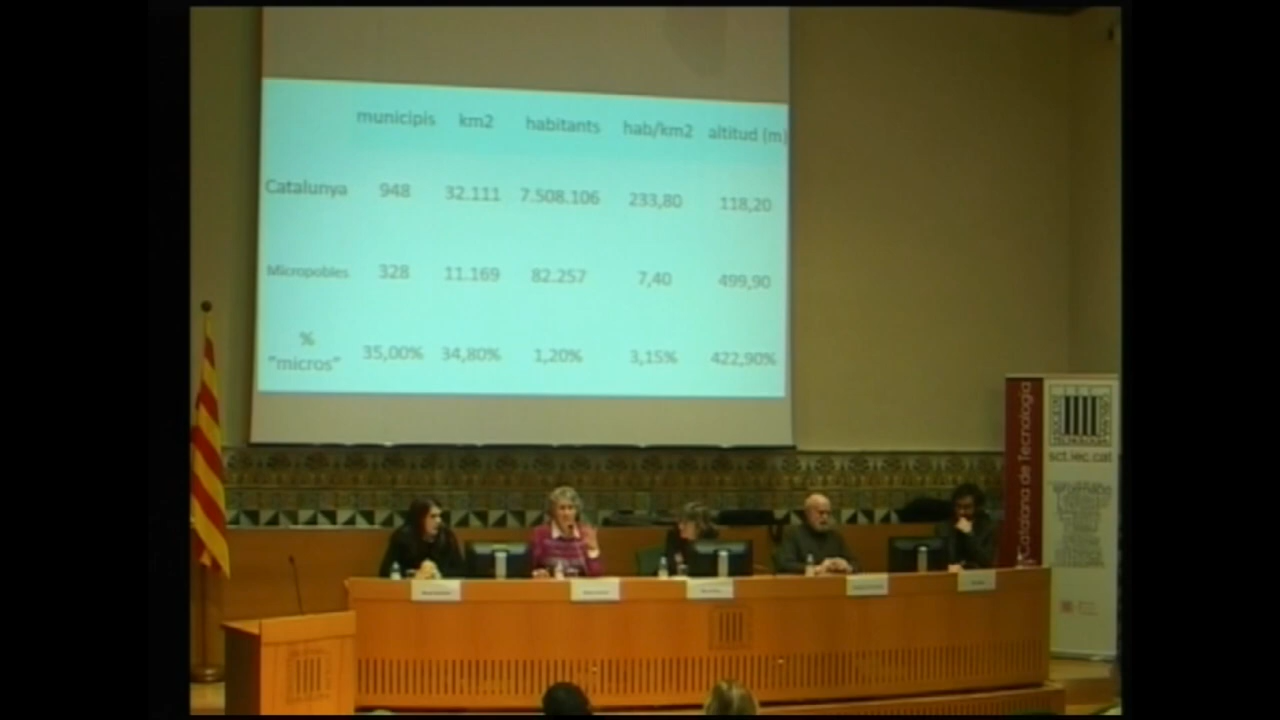 municipis km2 habitants hab/km2 altitud (m)
Catalunya 948 32.111 7.508.106 233,80 118,20
Micropobles 328 11.169 82.257 7,40 499,90
%
"micros" 35,00% 34,80% 1,20% 3,15% 422,90%
Catalana de Tecnologia
sct.iec.cat